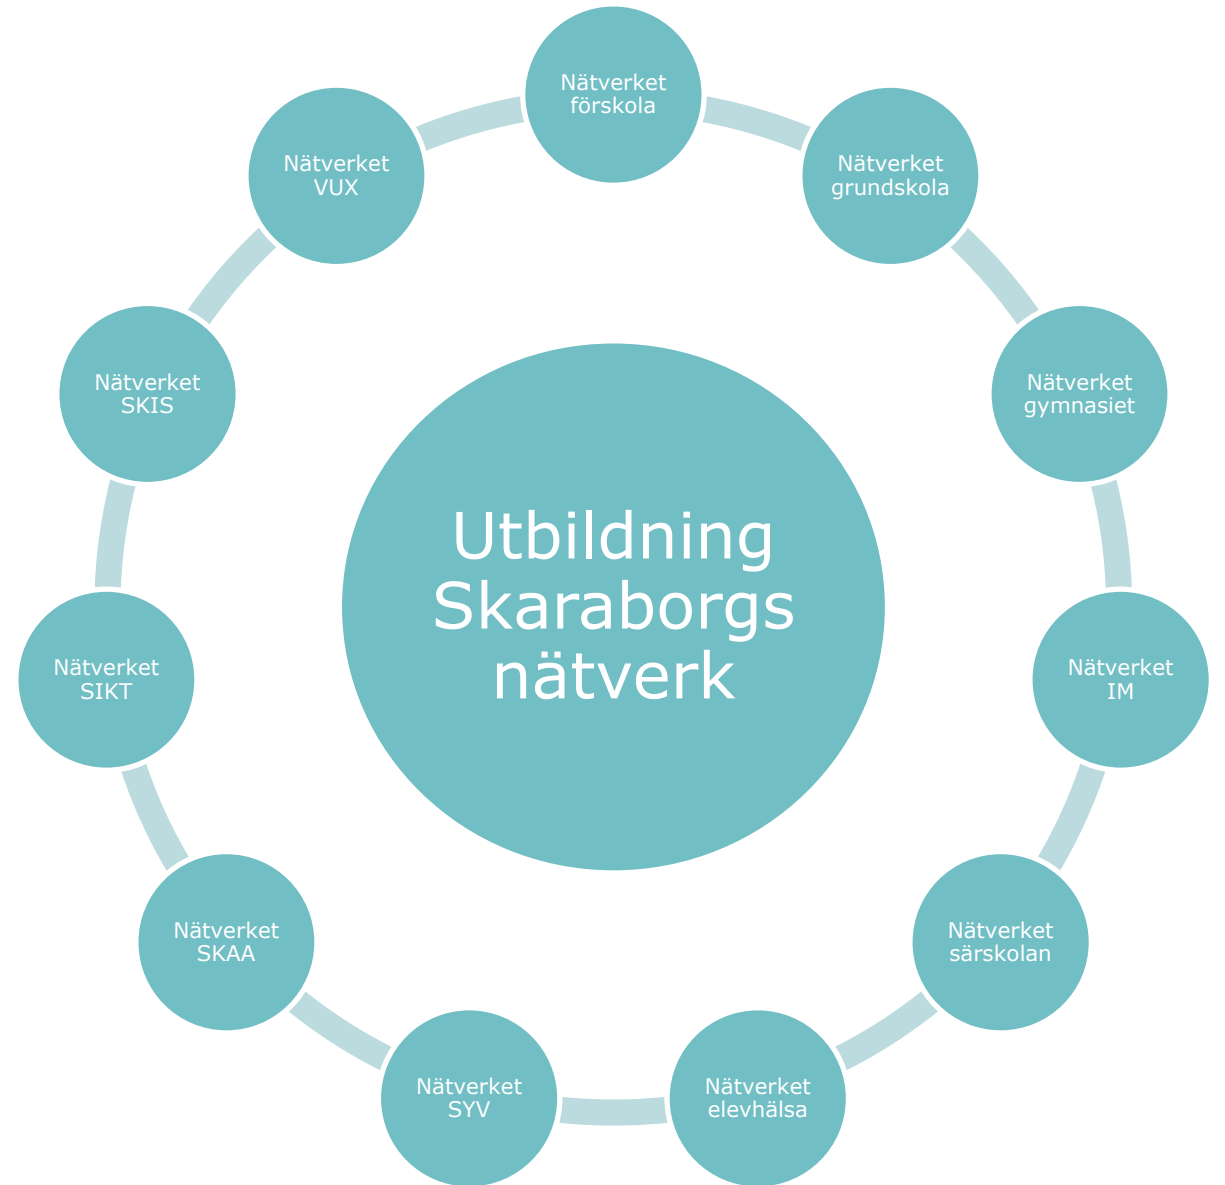 Nätverket
förskola
Nätverket
grundskola
Nätverket
gymnasiet
Nätverket
IM
Nätverket
särskolan
Nätverket
elevhälsa
Nätverket
SYV
Nätverket
SKAA
Nätverket
SIKT
Nätverket
SKIS
Nätverket
VUX
Utbildning
Skaraborgs
nätverk